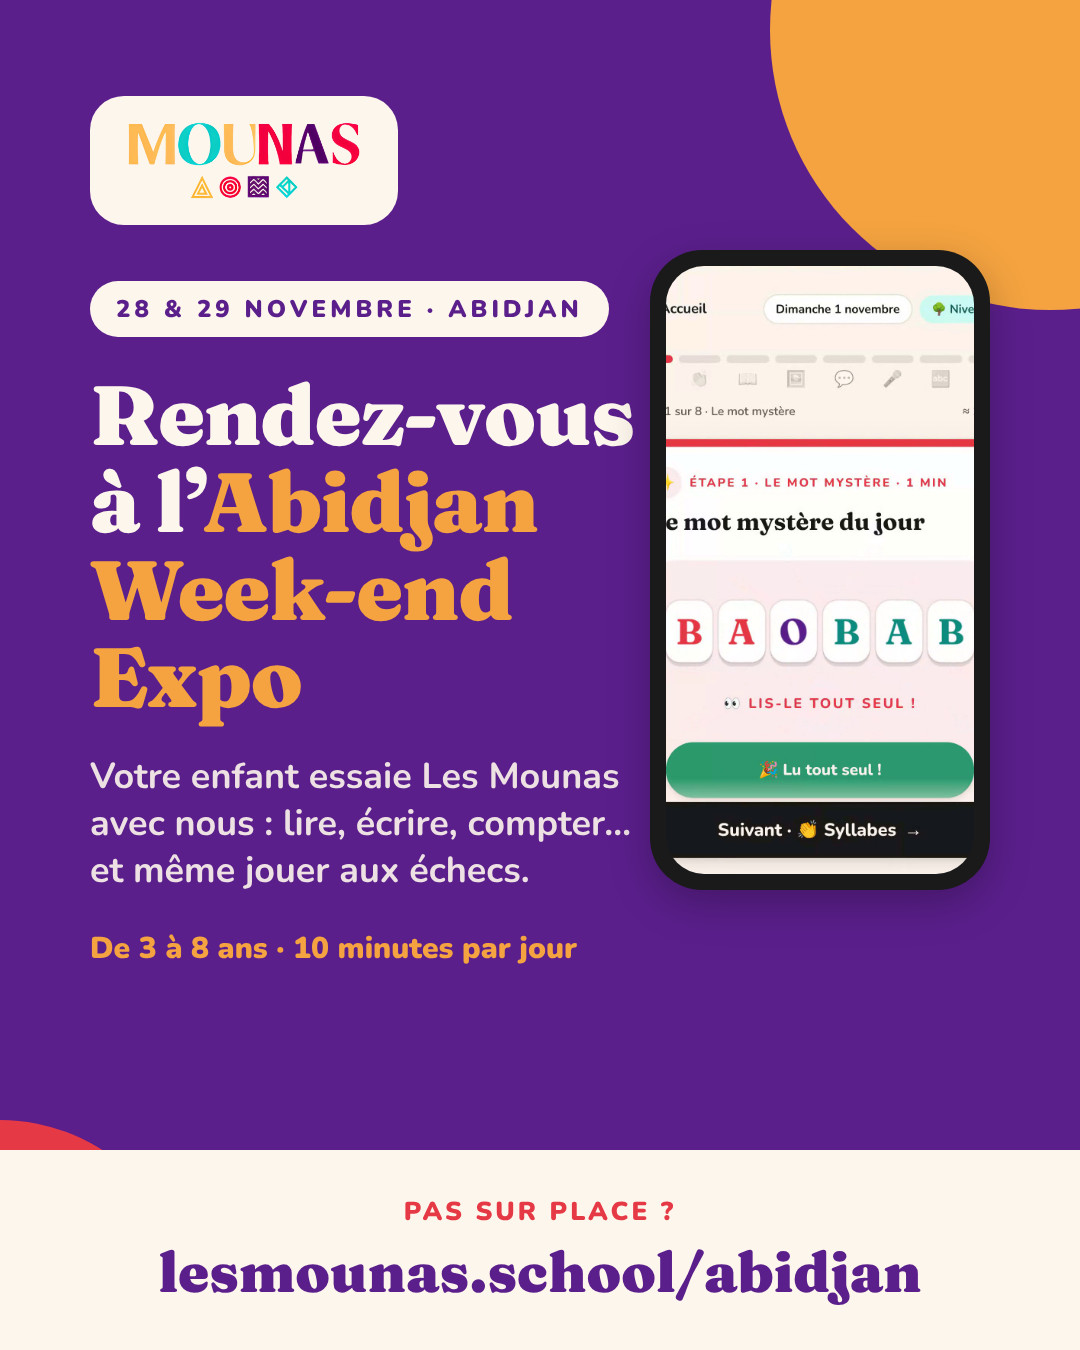 MOUNAS
28 & 29 NOVEMBRE · ABIDJAN
Rendez-vous
à l’Abidjan
Week-end
Expo
Votre enfant essaie Les Mounas
avec nous : lire, écrire, compter...
et même jouer aux échecs.
De 3 à 8 ans · 10 minutes par jour
Accueil
Dimanche 1 novembre
🌳 Nive
1 sur 8 · Le mot mystère
≈
ÉTAPE 1 · LE MOT MYSTÈRE · 1 MIN
e mot mystère du jour
B A O B A B
👀 LIS-LE TOUT SEUL !
🎉 Lu tout seul !
Suivant · 👏 Syllabes →
PAS SUR PLACE ?
lesmounas.school/abidjan